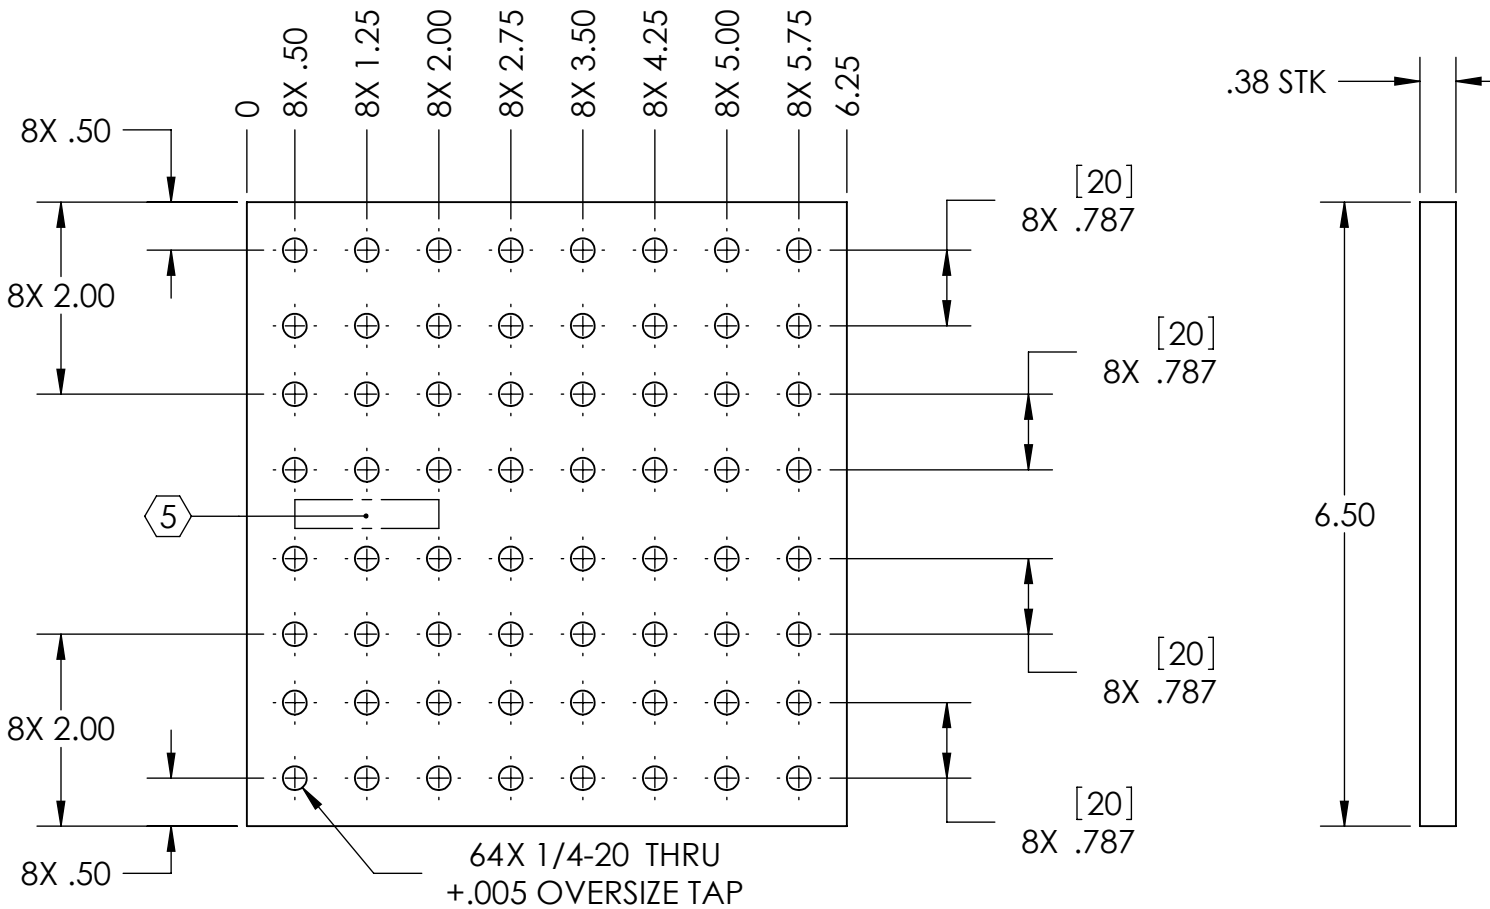 0
8X .50
8X 1.25
8X 2.00
8X 2.75
8X 3.50
8X 4.25
8X 5.00
8X 5.75
6.25
.38 STK
8X .50
[20]
8X .787
8X 2.00
[20]
8X .787
5
6.50
[20]
8X .787
8X 2.00
[20]
8X .787
8X .50
64X 1/4-20 THRU
+.005 OVERSIZE TAP